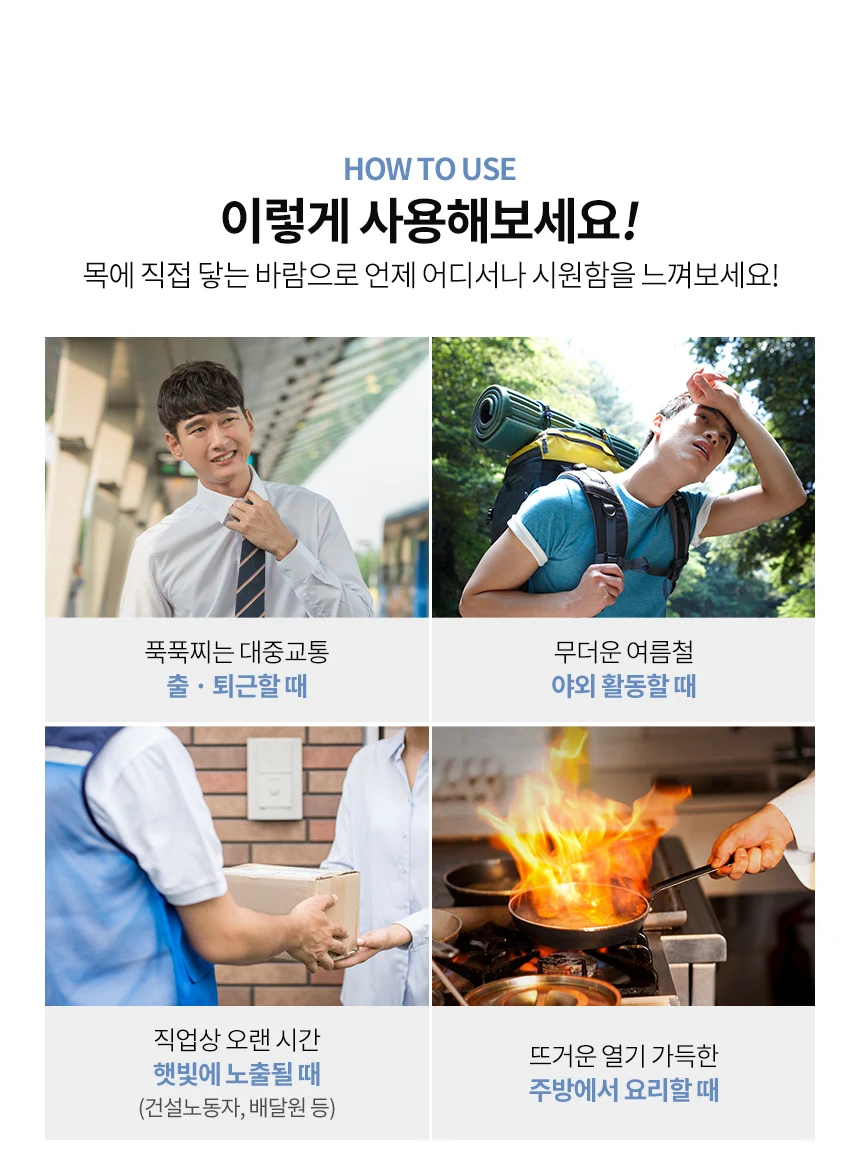 HOW TO USE
이렇게 사용해보세요!
목에 직접 닿는 바람으로 언제 어디서나 시원함을 느껴보세요!
푹푹찌는 대중교통
출 · 퇴근할 때
무더운 여름철
야외 활동할 때
직업상 오랜 시간
햇빛에 노출될 때
(건설노동자, 배달원 등)
뜨거운 열기 가득한
주방에서 요리할 때